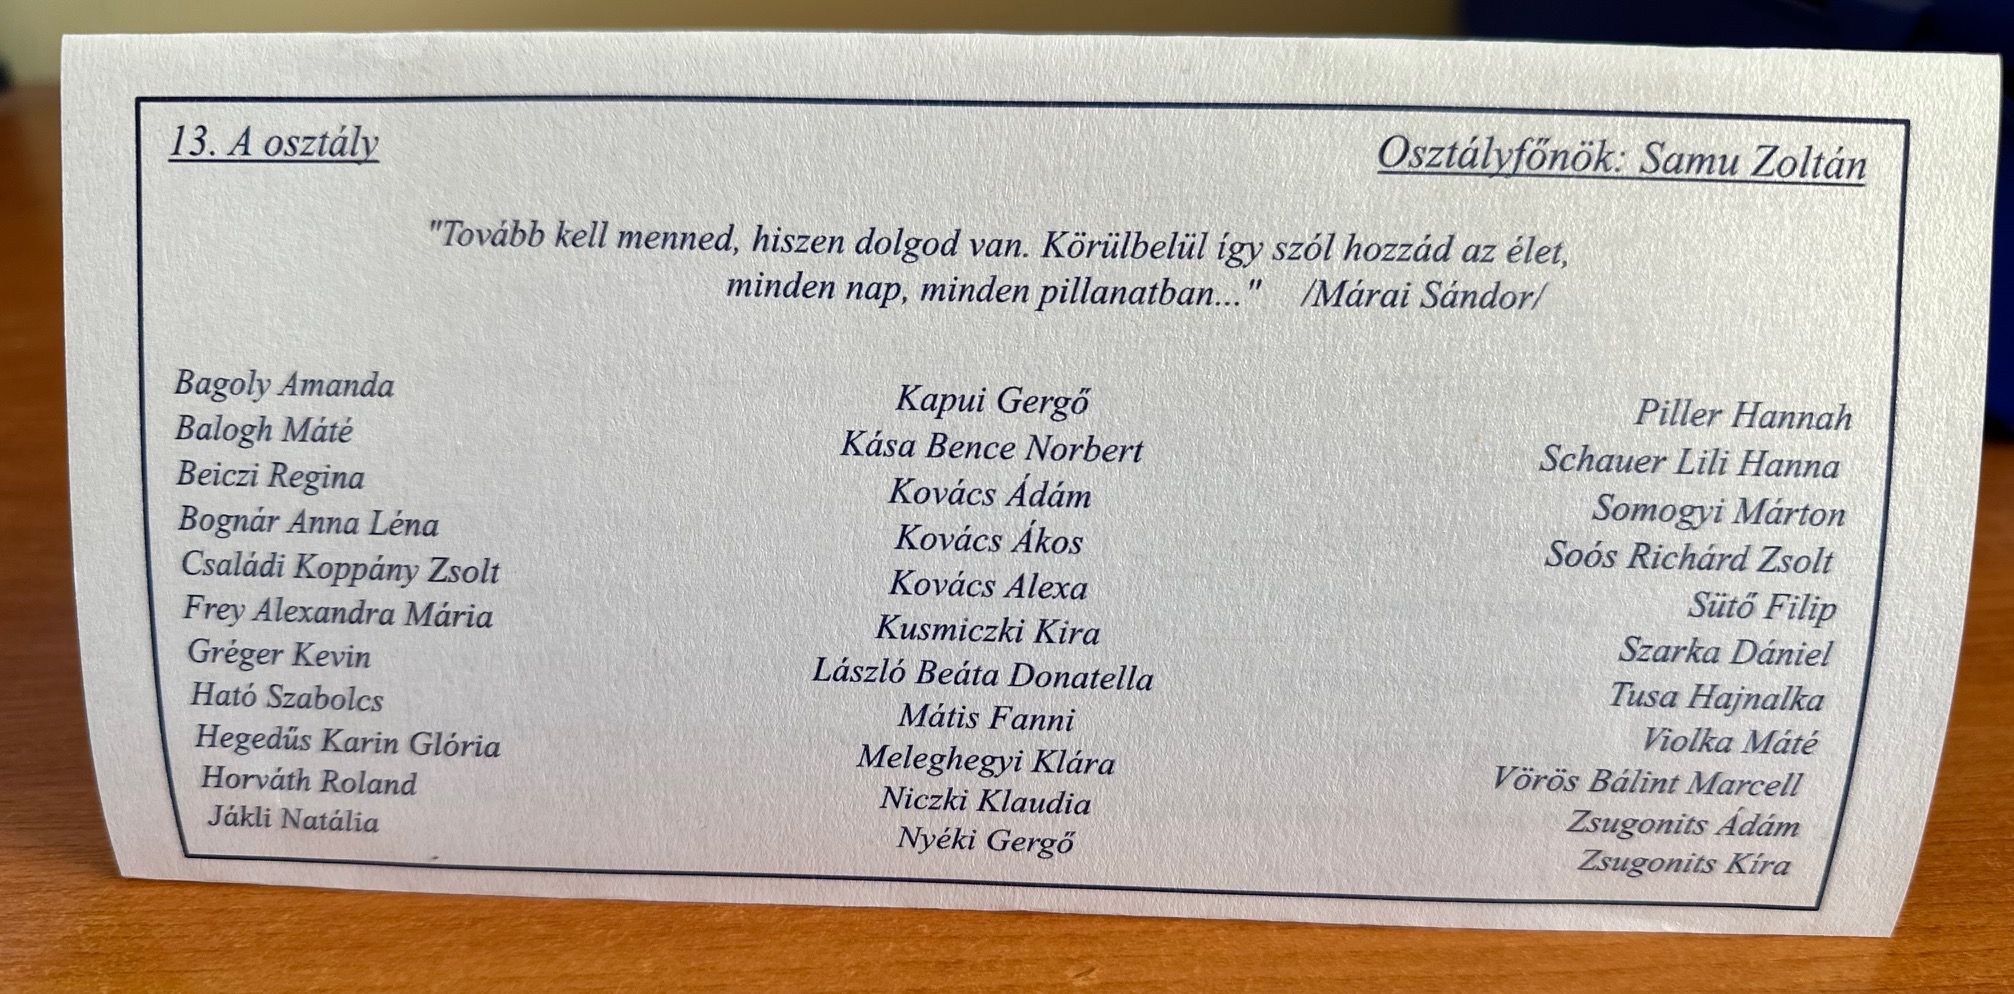 13. A osztály
Osztályfőnök: Samu Zoltán
"Tovább kell menned, hiszen dolgod van. Körülbelül így szól hozzád az élet,
minden nap, minden pillanatban..." /Márai Sándor/
Bagoly Amanda
Balogh Máté
Beiczi Regina
Bognár Anna Léna
Családi Koppány Zsolt
Frey Alexandra Mária
Gréger Kevin
Ható Szabolcs
Hegedűs Karin Glória
Horváth Roland
Jákli Natália
Kapui Gergő
Kása Bence Norbert
Kovács Ádám
Kovács Ákos
Kovács Alexa
Kusmiczki Kira
László Beáta Donatella
Mátis Fanni
Meleghegyi Klára
Niczki Klaudia
Nyéki Gergő
Piller Hannah
Schauer Lili Hanna
Somogyi Márton
Soós Richárd Zsolt
Sütő Filip
Szarka Dániel
Tusa Hajnalka
Violka Máté
Vörös Bálint Marcell
Zsugonits Ádám
Zsugonits Kíra